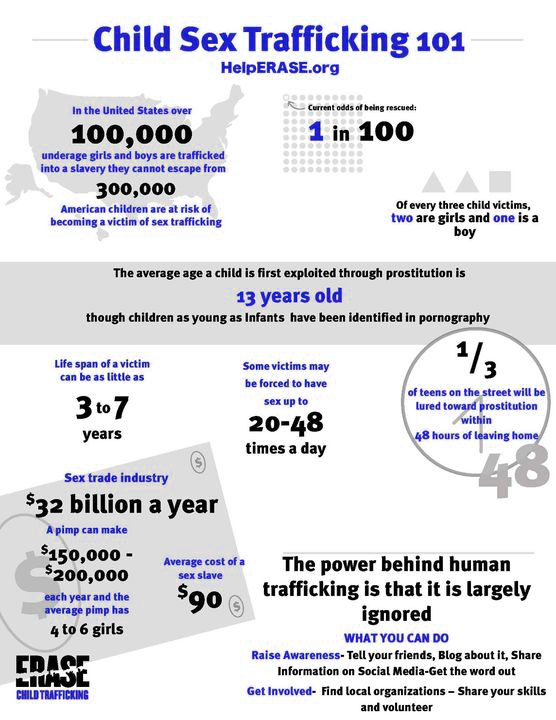 Child Sex Trafficking 101
HelpERASE.org
In the United States over
100,000
underage girls and boys are trafficked
into a slavery they cannot escape from
300,000
American children are at risk of
becoming a victim of sex trafficking
Current odds of being rescued:
1 in 100
Of every three child victims,
two are girls and one is a
boy
The average age a child is first exploited through prostitution is
13 years old
though children as young as Infants have been identified in pornography
Life span of a victim
can be as little as
3 to 7
years
Some victims may
be forced to have
sex up to
20-48
times a day
1/3
of teens on the street will be
lured toward prostitution
within
48 hours of leaving home
48
Sex trade industry
$32 billion a year
A pimp can make
$150,000 -
$200,000
each year and the
average pimp has
4 to 6 girls
Average cost of a
sex slave
$90
$
$
$
The power behind human
trafficking is that it is largely
ignored
WHAT YOU CAN DO
Raise Awareness- Tell your friends, Blog about it, Share
Information on Social Media-Get the word out
Get Involved- Find local organizations – Share your skills
and volunteer
ERASE
CHILD TRAFFICKING